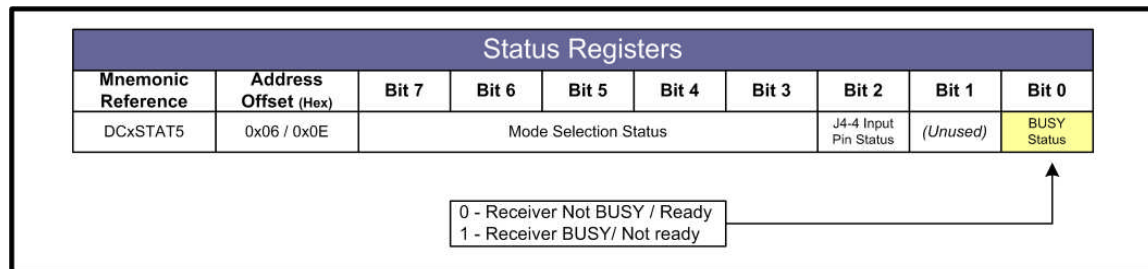 Status Registers
Mnemonic Reference Address Offset (Hex) Bit 7 Bit 6 Bit 5 Bit 4 Bit 3 Bit 2 Bit 1 Bit 0
DCxSTAT5 0x06 / 0x0E Mode Selection Status J4-4 Input Pin Status (Unused) BUSY Status
0 - Receiver Not BUSY / Ready
1 - Receiver BUSY/ Not ready